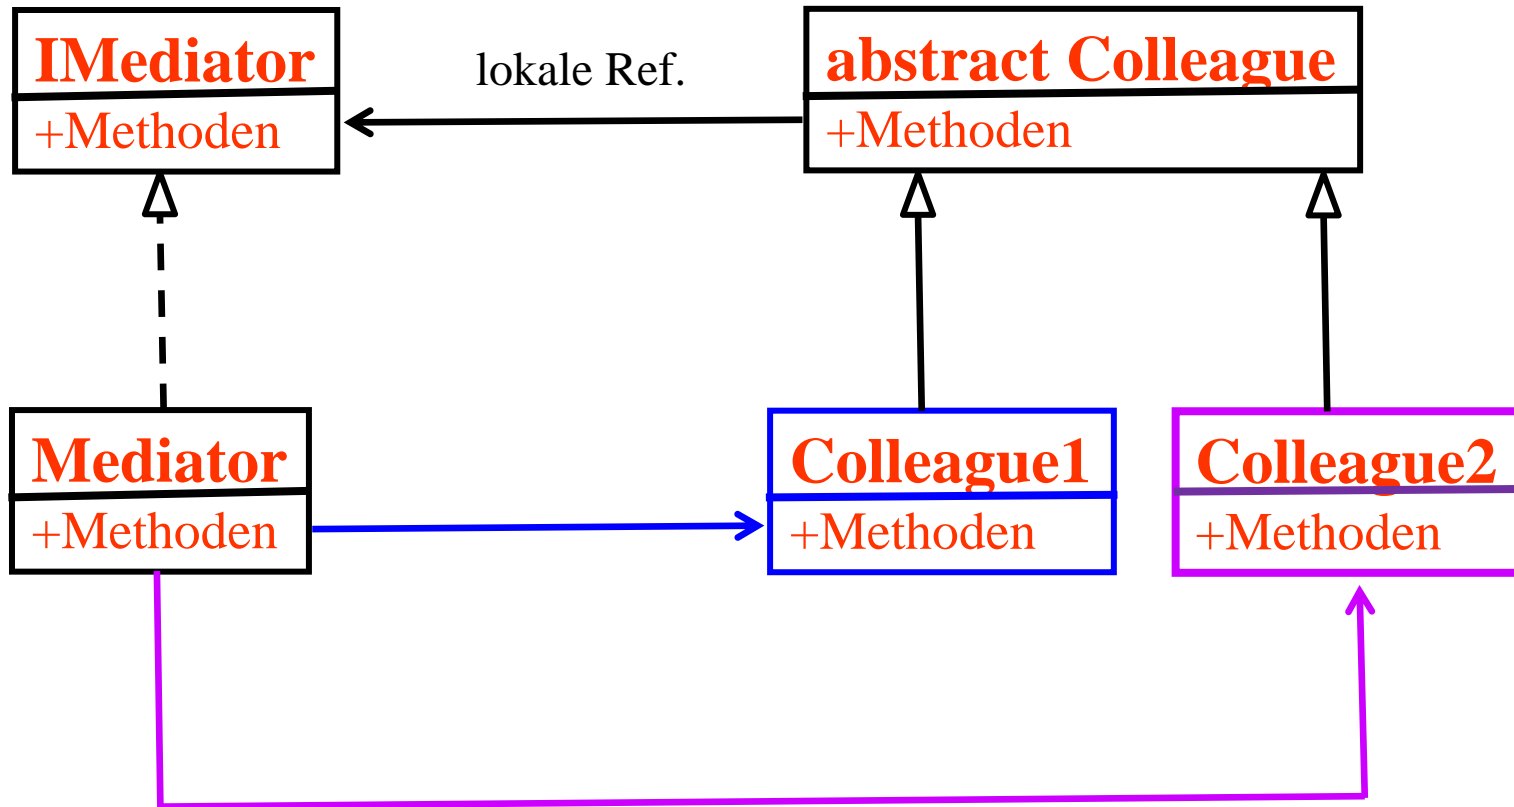 IMediator
+Methoden
lokale Ref.
abstract Colleague
+Methoden
Mediator
+Methoden
Colleague1
+Methoden
Colleague2
+Methoden